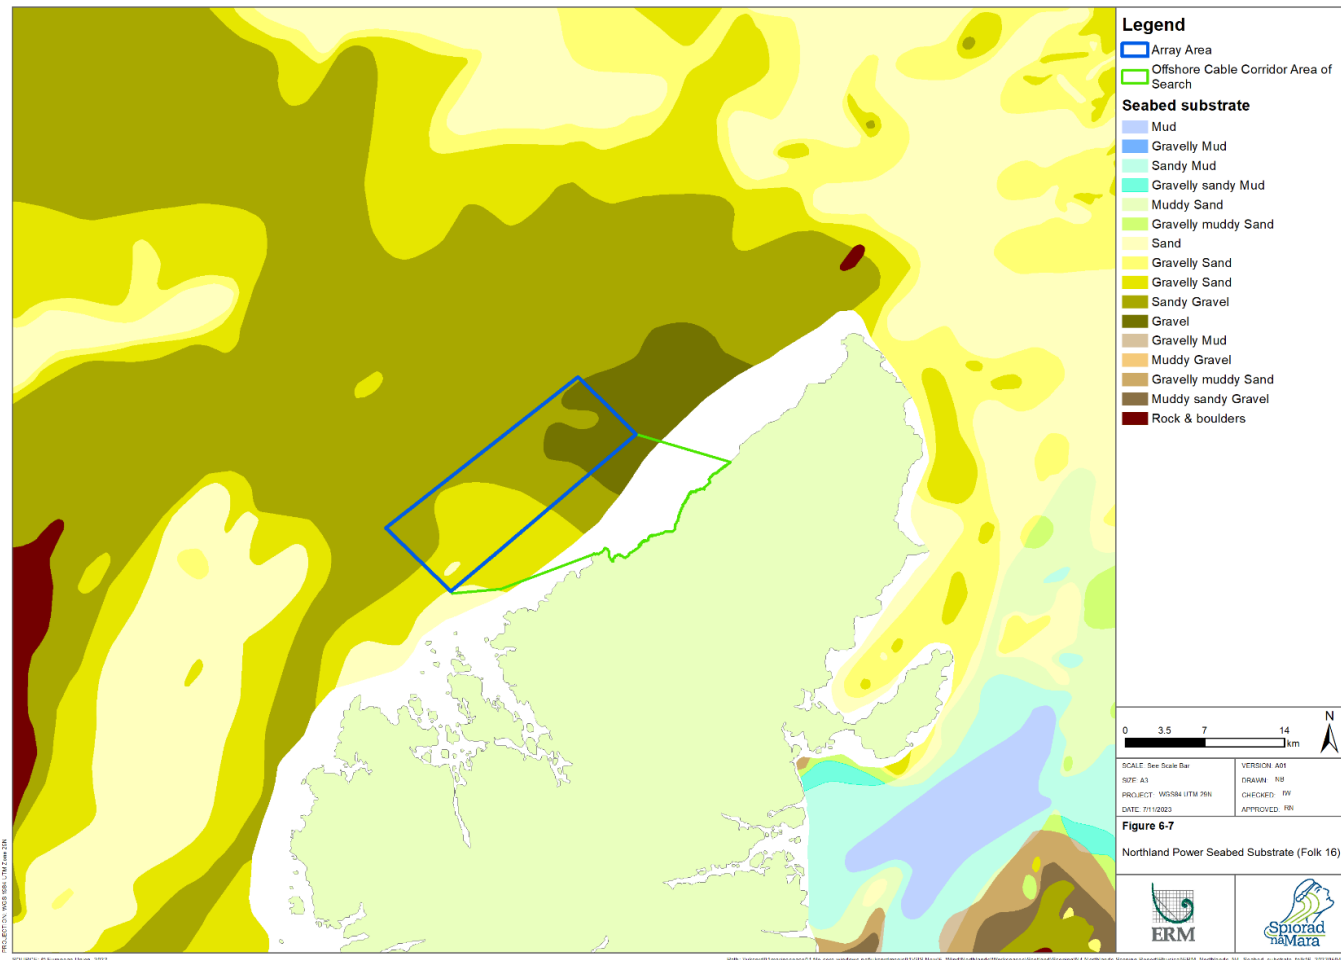 Legend
Array Area
Offshore Cable Corridor Area of
Search
Seabed substrate
Mud
Gravelly Mud
Sandy Mud
Gravelly sandy Mud
Muddy Sand
Gravelly muddy Sand
Sand
Gravelly Sand
Gravelly Sand
Sandy Gravel
Gravel
Gravelly Mud
Muddy Gravel
Gravelly muddy Sand
Muddy sandy Gravel
Rock & boulders
N
0 3.5 7 14
km
SCALE: See Scale Bar
VERSION: A01
SIZE: A3
DRAWN: NB
PROJECT: WGS84 UTM 29N
CHECKED: IW
DATE: 7/11/2023
APPROVED: RN
Figure 6-7
Northland Power Seabed Substrate (Folk 16)
ERM
Spiorad
na Mara